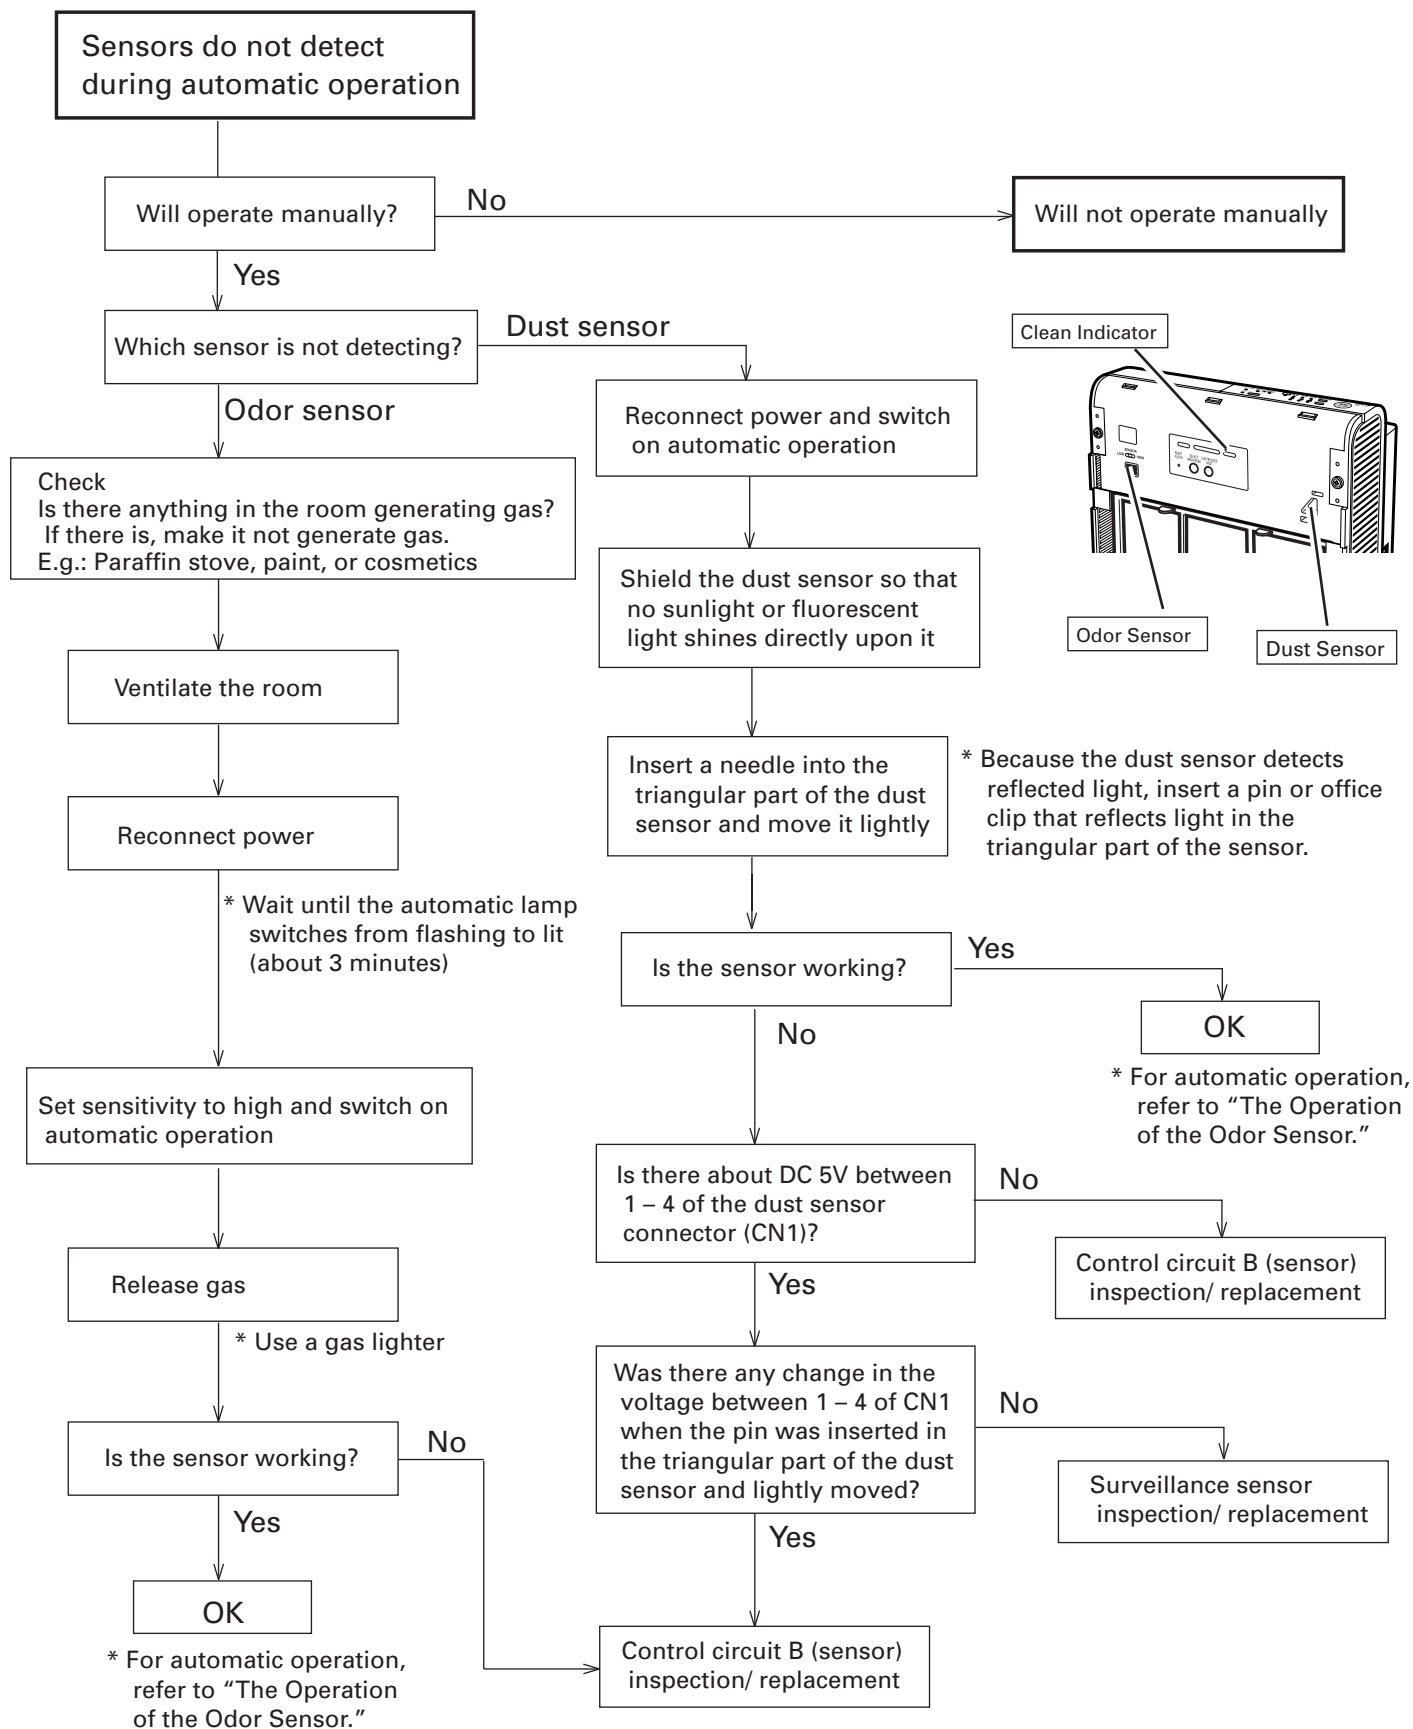 Sensors do not detect
during automatic operation
Will operate manually?
No
Will not operate manually
Yes
Which sensor is not detecting?
Dust sensor
Odor sensor
Clean Indicator
Reconnect power and switch
on automatic operation
Check
Is there anything in the room generating gas?
If there is, make it not generate gas.
E.g.: Paraffin stove, paint, or cosmetics
Shield the dust sensor so that
no sunlight or fluorescent
light shines directly upon it
SENSOR
LOW
HIGH
Odor Sensor
Dust Sensor
Ventilate the room
Insert a needle into the
triangular part of the dust
sensor and move it lightly
* Because the dust sensor detects
reflected light, insert a pin or office
clip that reflects light in the
triangular part of the sensor.
Reconnect power
* Wait until the automatic lamp
switches from flashing to lit
(about 3 minutes)
Is the sensor working?
Yes
OK
* For automatic operation,
refer to “The Operation
of the Odor Sensor.”
No
Set sensitivity to high and switch on
automatic operation
Is there about DC 5V between
1 – 4 of the dust sensor
connector (CN1)?
No
Control circuit B (sensor)
inspection/ replacement
Yes
Release gas
* Use a gas lighter
Was there any change in the
voltage between 1 – 4 of CN1
when the pin was inserted in
the triangular part of the dust
sensor and lightly moved?
No
Surveillance sensor
inspection/ replacement
Yes
Is the sensor working?
No
Yes
OK
* For automatic operation,
refer to “The Operation
of the Odor Sensor.”
Control circuit B (sensor)
inspection/ replacement